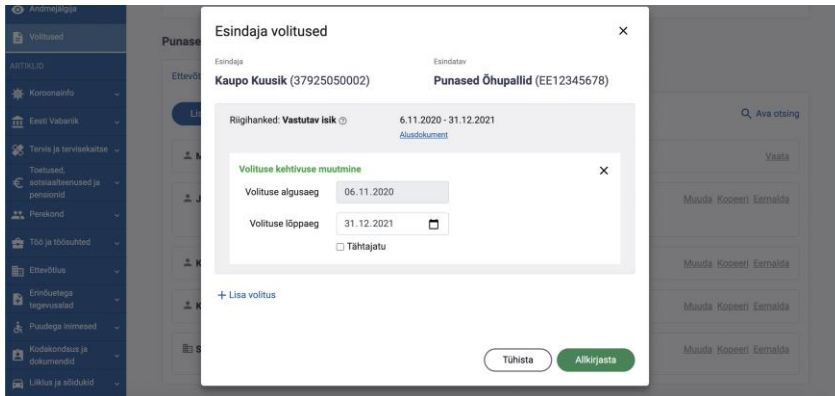 Andmejälgija
Volitused
ARTIKLID
Koroonainfo
Eesti Vabariik
Tervis ja tervisekaitse
Toetused,
sotsiaalteenused ja
pensionid
Perekond
Töö ja töösuhted
Ettevõtlus
Erinõuetega
tegevusalad
Puudega inimesed
Kodakondsus ja
dokumendid
Liiklus ja sõidukid
Punase
Ettevõt
Ava otsing
Vaata
Muuda Kopeeri Eemalda
Muuda Kopeeri Eemalda
Muuda Kopeeri Eemalda
Muuda Kopeeri Eemalda
Esindaja volitused
Esindaja
Kaupo Kuusik (37925050002)
Esindatav
Punased Õhupallid (EE12345678)
Riigihanked: Vastutav isik
6.11.2020 - 31.12.2021
Alusdokument
Volituse kehtivuse muutmine
Volituse algusaeg 06.11.2020
Volituse lõppaeg 31.12.2021
Tähtajatu
+ Lisa volitus
Tühista
Allkirjasta